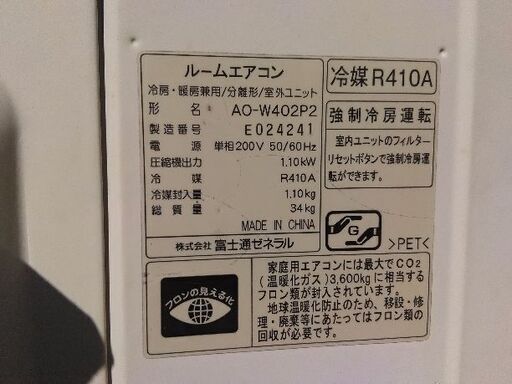 ルームエアコン
冷房・暖房兼用/分離形/室外ユニット
形名 AO-W402P2
製造番号 E024241
電源 単相200V 50/60Hz
圧縮機出力 1.10kW
冷媒 R410A
冷媒封入量 1.10kg
総質量 34kg
MADE IN CHINA
株式会社 富士通ゼネラル
冷媒R410A
強制冷房運転
室内ユニットのフィルター
リセットボタンで強制冷房運
転ができます。
G
>PET<
フロンの見える化
家庭用エアコンには最大でCO2
(温暖化ガス)3,600kgに相当する
フロン類が封入されています。
地球温暖化防止のため、移設・修
理・廃棄等にあたってはフロン類の
回収が必要です。